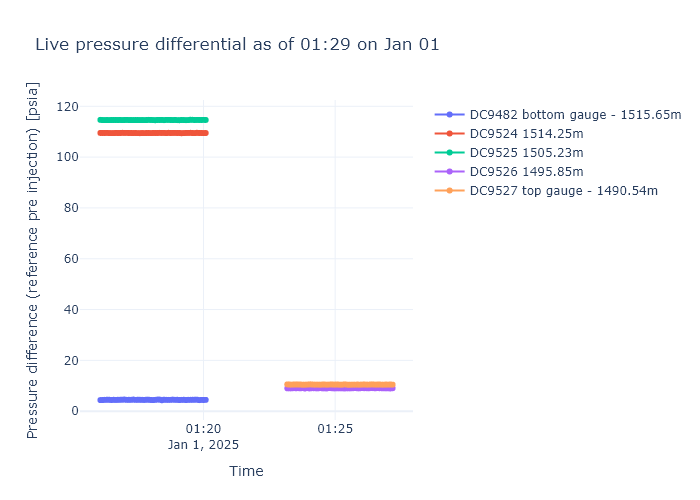 Live pressure differential as of 01:29 on Jan 01
Pressure difference (reference pre injection) [psia]
120
100
80
60
40
20
0
01:20
Jan 1, 2025
01:25
Time
DC9482 bottom gauge - 1515.65m
DC9524 1514.25m
DC9525 1505.23m
DC9526 1495.85m
DC9527 top gauge - 1490.54m